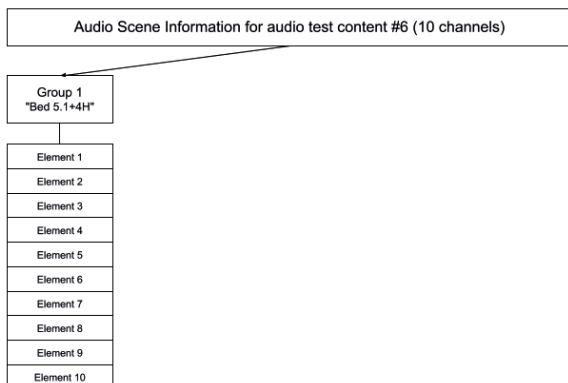 Audio Scene Information for audio test content #6 (10 channels)
Group 1
"Bed 5.1+4H"
Element 1
Element 2
Element 3
Element 4
Element 5
Element 6
Element 7
Element 8
Element 9
Element 10